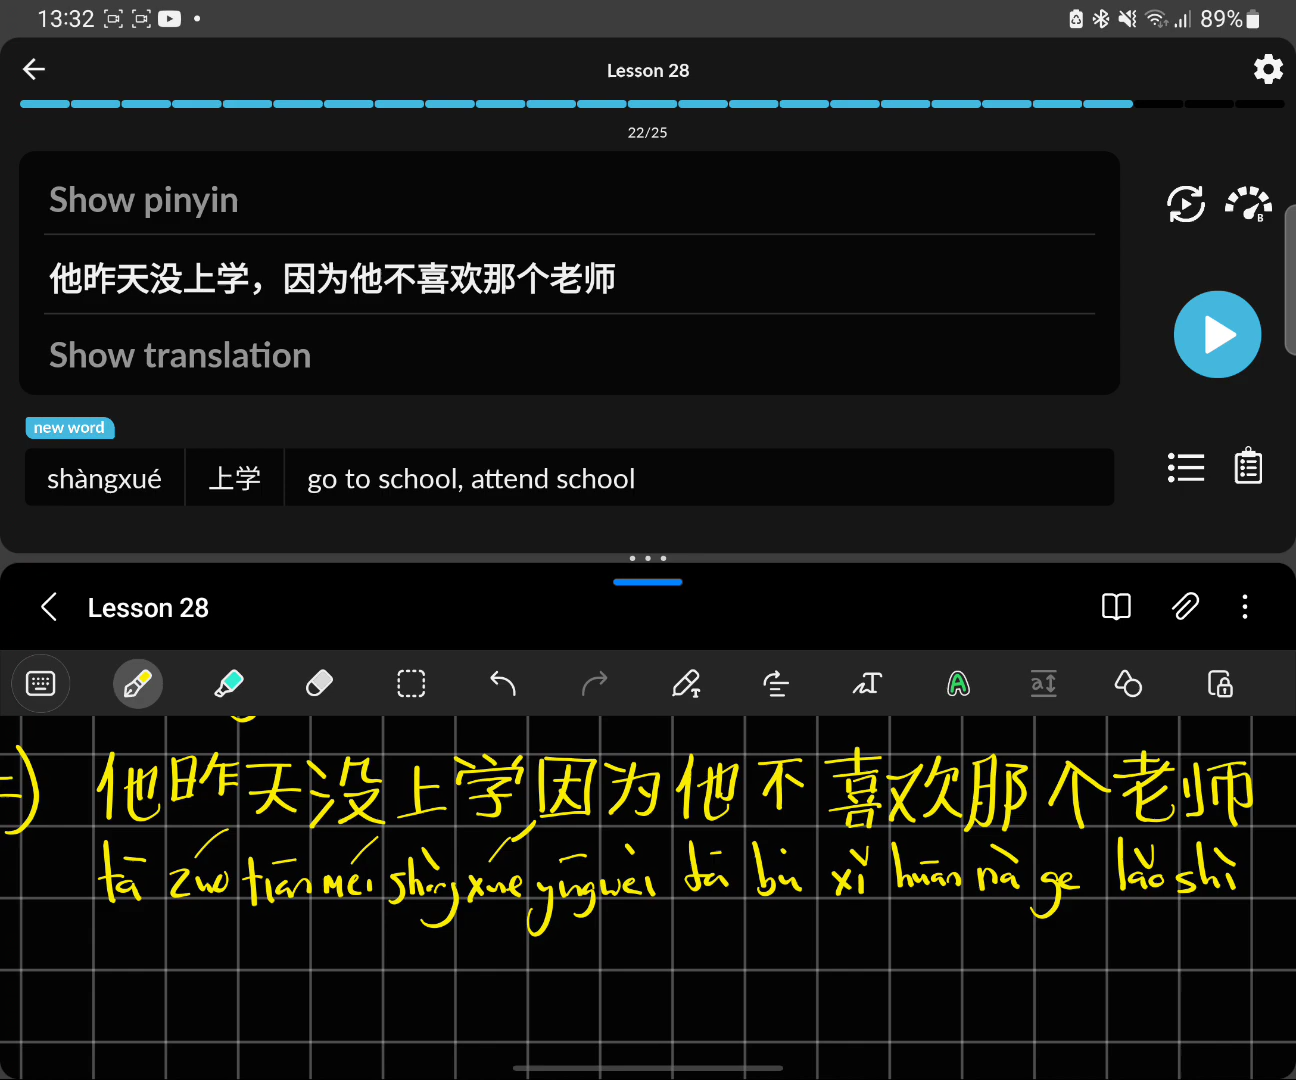 13:32 89%
Lesson 28
22/25
Show pinyin
他昨天没上学，因为他不喜欢那个老师
Show translation
new word
shàngxué 上学 go to school, attend school
Lesson 28
他昨天没上学,因为他不喜欢那个老师
tā zuó tiān méi shàng xué yīngwèi tā bù xǐ huān nà ge lǎo shì